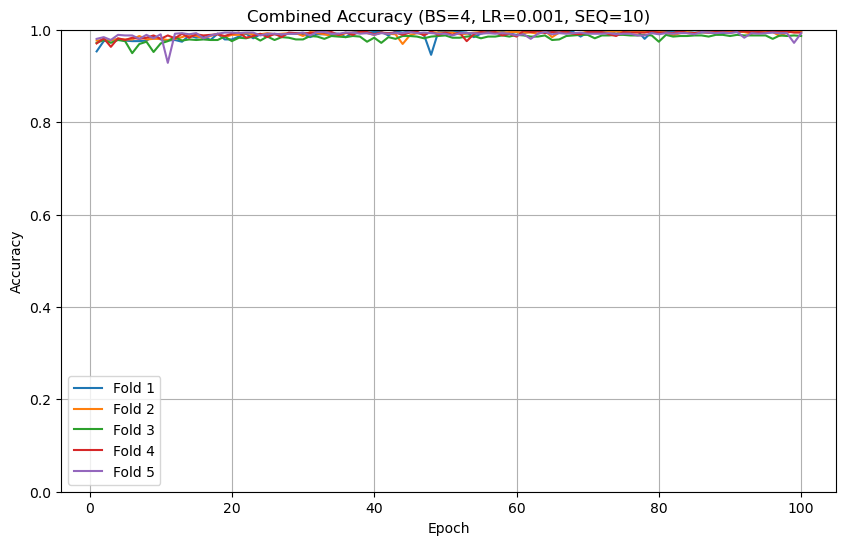 Combined Accuracy (BS=4, LR=0.001, SEQ=10)
1.0
0.8
0.6
0.4
0.2
0.0
Accuracy
Fold 1
Fold 2
Fold 3
Fold 4
Fold 5
0 20 40 60 80 100
Epoch